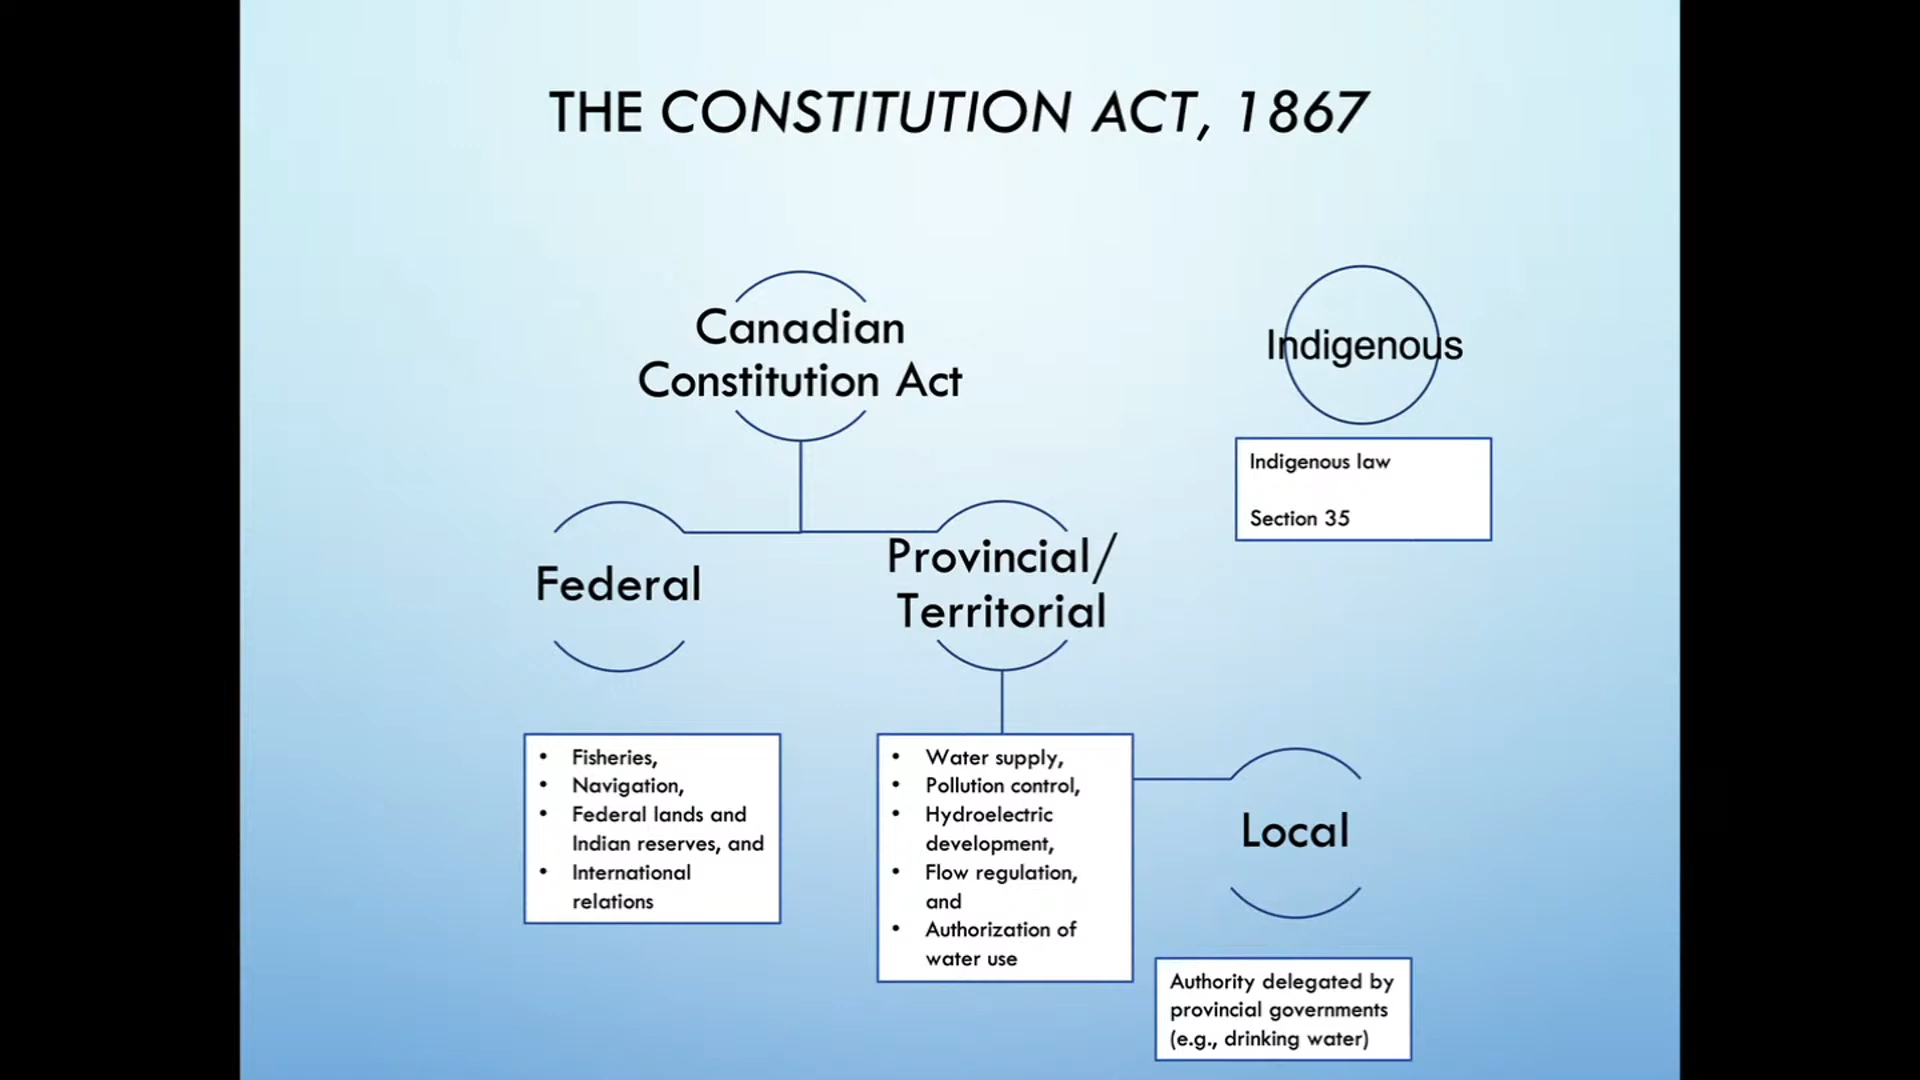 THE CONSTITUTION ACT, 1867
Canadian
Constitution Act
Indigenous
Indigenous law
Section 35
Federal
Provincial/
Territorial
• Fisheries,
• Navigation,
• Federal lands and
Indian reserves, and
• International
relations
• Water supply,
• Pollution control,
• Hydroelectric
development,
• Flow regulation,
and
• Authorization of
water use
Local
Authority delegated by
provincial governments
(e.g., drinking water)